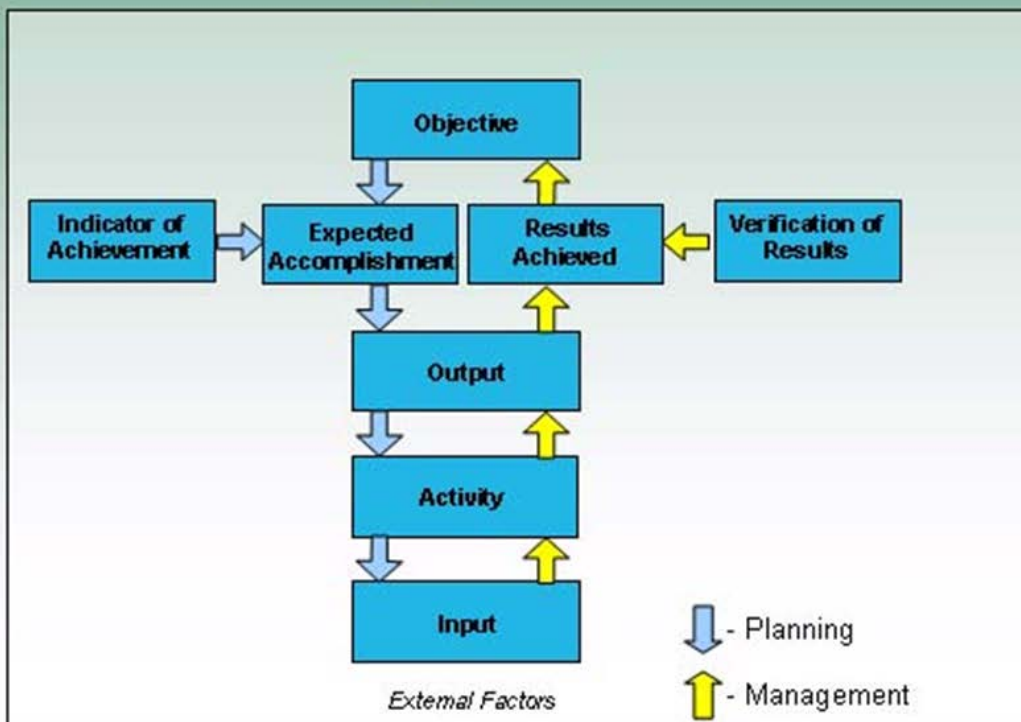 Objective
Indicator of
Achievement
Expected
Accomplishment
Results
Achieved
Verification of
Results
Output
Activity
Input
External Factors
- Planning
- Management